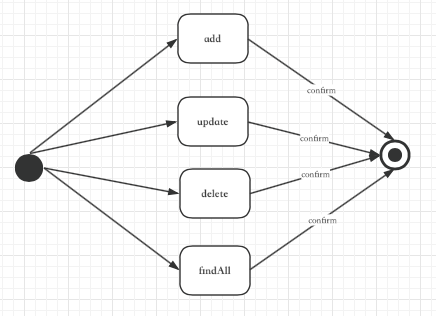 add
confirm
update
confirm
delete
confirm
findAll
confirm